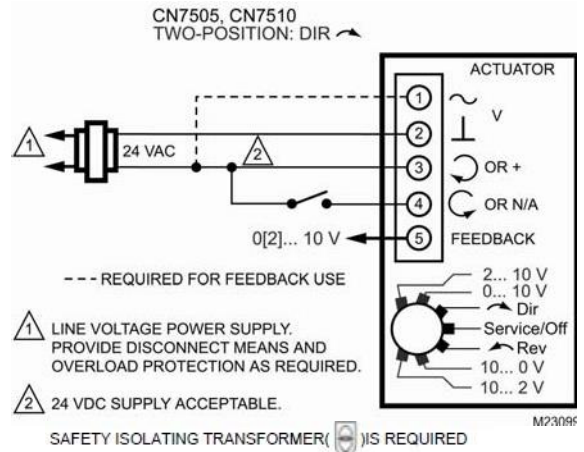 CN7505, CN7510
TWO-POSITION: DIR
ACTUATOR
1
V
2
1
24 VAC
2
3
OR +
4
OR N/A
0[2]... 10 V
5
FEEDBACK
--- REQUIRED FOR FEEDBACK USE
2... 10 V
0... 10 V
Dir
Service/Off
Rev
10... 0 V
10... 2 V
1 LINE VOLTAGE POWER SUPPLY.
PROVIDE DISCONNECT MEANS AND
OVERLOAD PROTECTION AS REQUIRED.
2 24 VDC SUPPLY ACCEPTABLE.
M23099
SAFETY ISOLATING TRANSFORMER( )IS REQUIRED